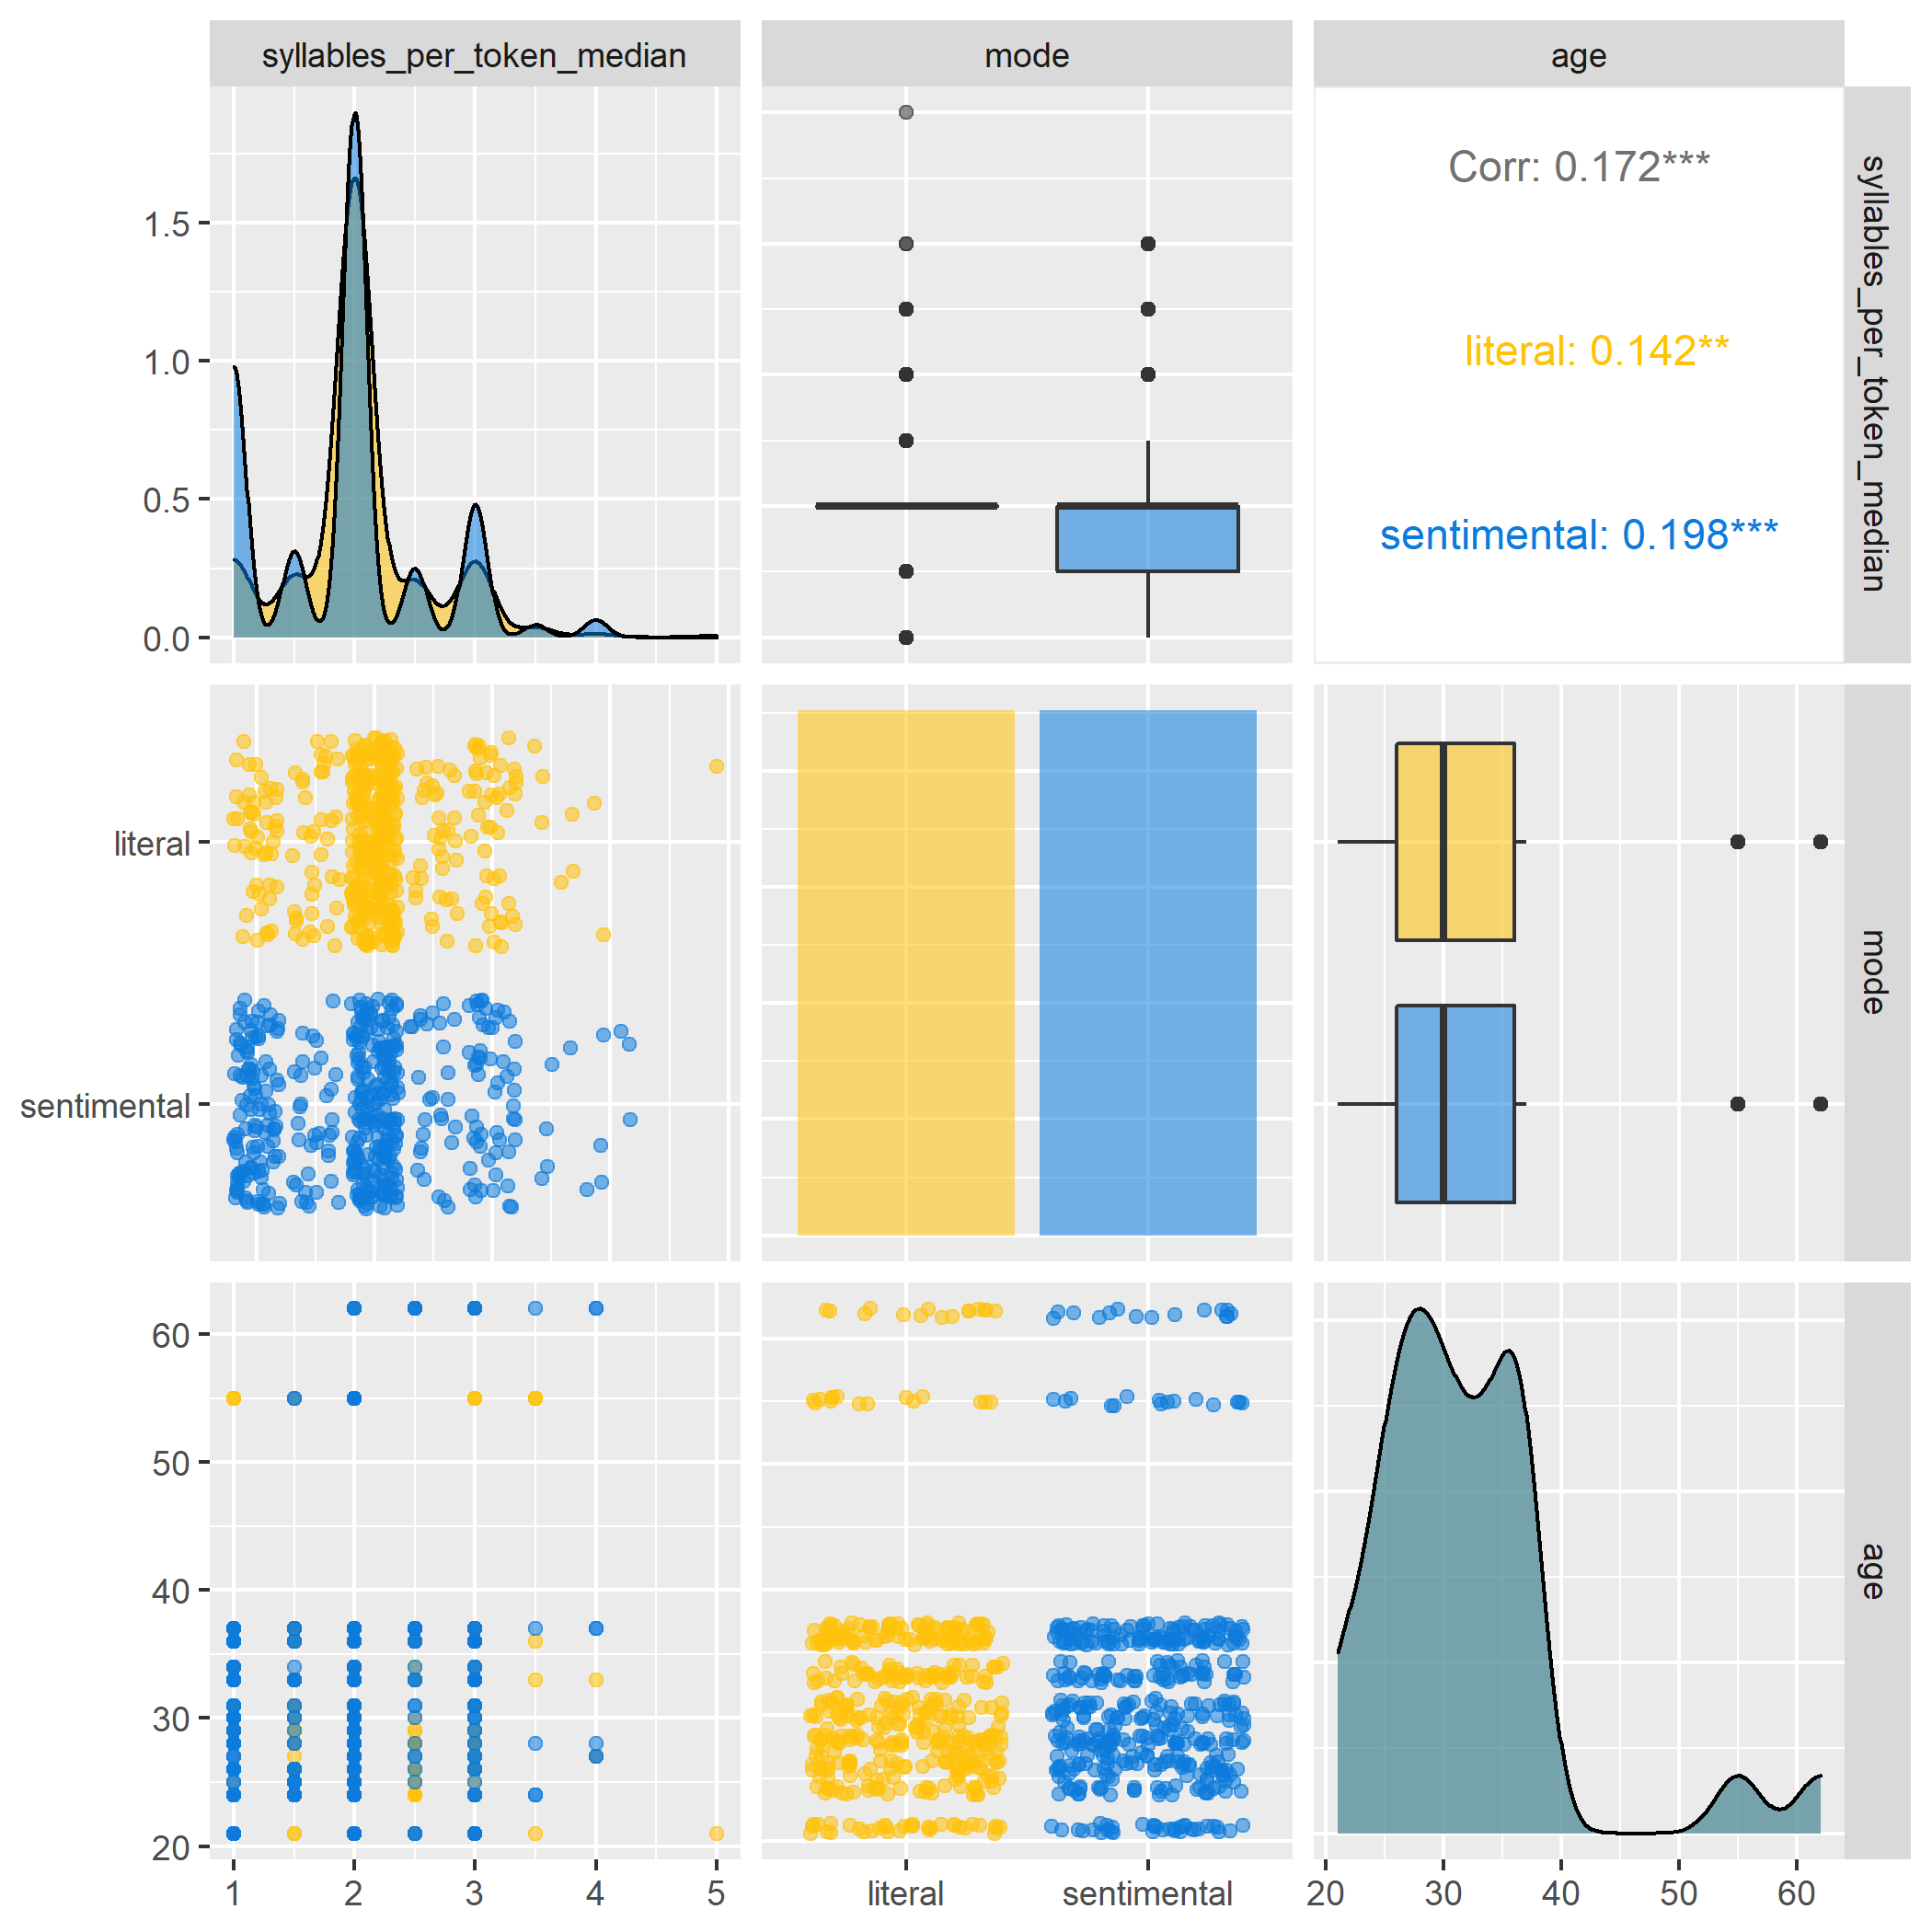 syllables_per_token_median
mode
age
1.5
1.0
0.5
0.0
Corr: 0.172***
literal: 0.142**
sentimental: 0.198***
syllables_per_token_median
literal
sentimental
mode
60
50
40
30
20
age
1
2
3
4
5
literal
sentimental
20
30
40
50
60